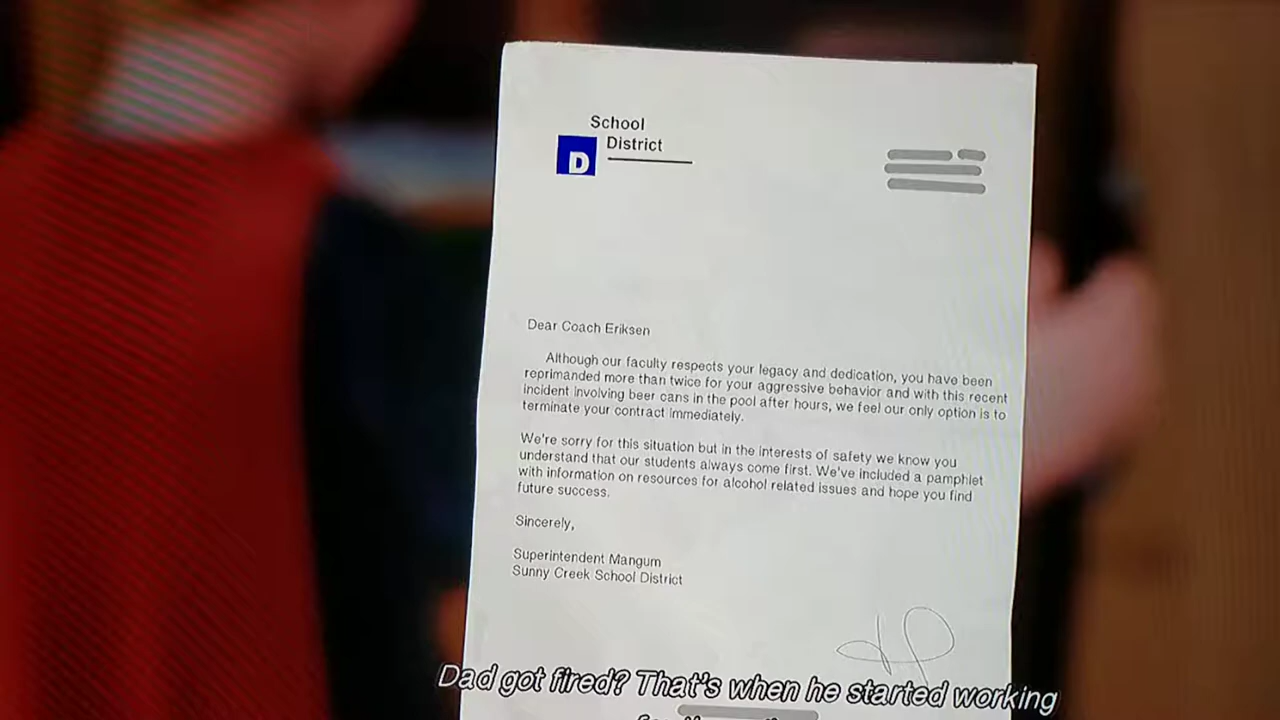 School
District
D
Dear Coach Eriksen
Although our faculty respects your legacy and dedication, you have been
reprimanded more than twice for your aggressive behavior and with this recent
incident involving beer cans in the pool after hours, we feel our only option is to
terminate your contract immediately.
We're sorry for this situation but in the interests of safety we know you
understand that our students always come first. We've included a pamphlet
with information on resources for alcohol related issues and hope you find
future success.
Sincerely,
Superintendent Mangum
Sunny Creek School District
Dad got fired? That's when he started working